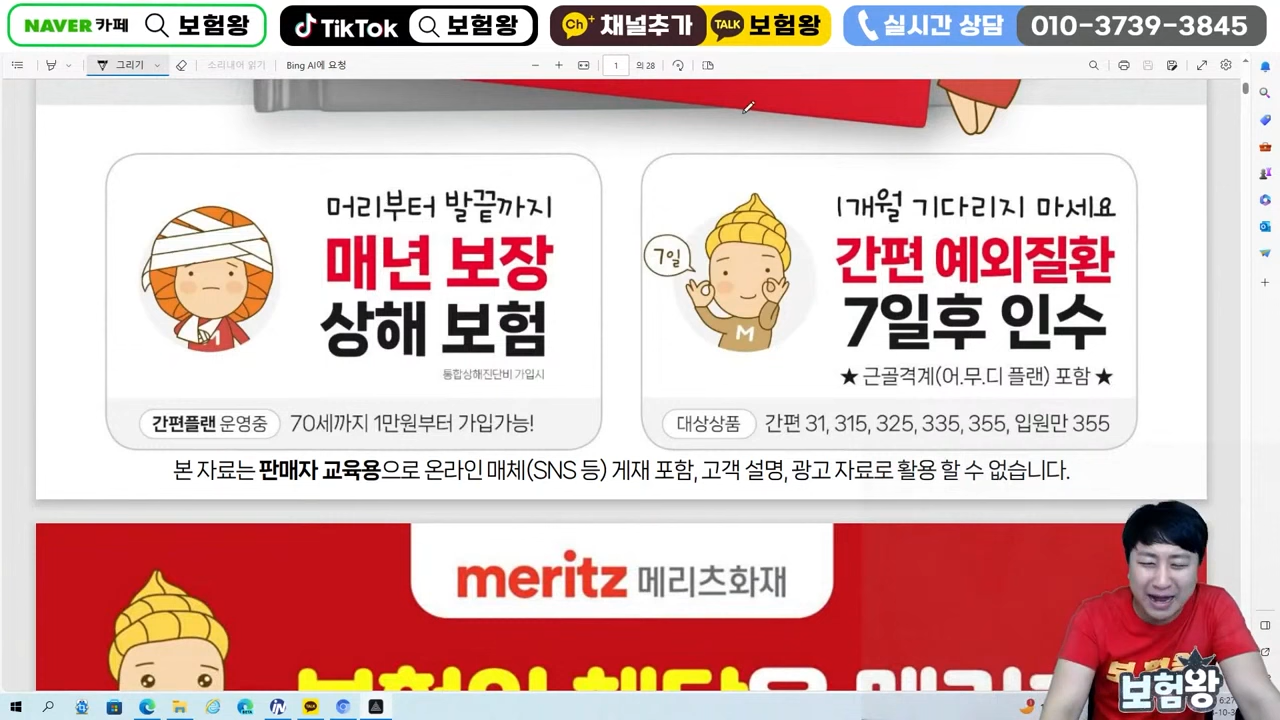 NAVER 카페 보험왕
TikTok 보험왕
Ch+ 채널추가 TALK 보험왕
실시간 상담 010-3739-3845
그리기 소리내어 읽기 Bing AI에 요청
1 의 28
머리부터 발끝까지
매년 보장
상해 보험
통합상해진단비 가입시
간편플랜 운영중 70세까지 1만원부터 가입가능!
7일
M
M
1개월 기다리지 마세요
간편 예외질환
7일후 인수
★ 근골격계(어.무.디 플랜) 포함 ★
대상상품 간편 31, 315, 325, 335, 355, 입원만 355
본 자료는 판매자 교육용으로 온라인 매체(SNS 등) 게재 포함, 고객 설명, 광고 자료로 활용 할 수 없습니다.
meritz 메리츠화재
보험왕